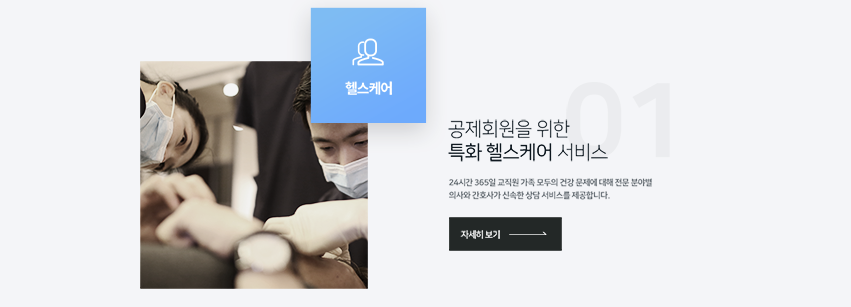 헬스케어
01
공제회원을 위한
특화 헬스케어 서비스
24시간 365일 교직원 가족 모두의 건강 문제에 대해 전문 분야별
의사와 간호사가 신속한 상담 서비스를 제공합니다.
자세히 보기